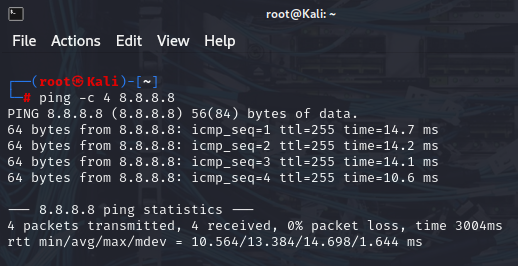 root@Kali: ~
File Actions Edit View Help
┌──(root㉿Kali)-[~]
└─# ping -c 4 8.8.8.8
PING 8.8.8.8 (8.8.8.8) 56(84) bytes of data.
64 bytes from 8.8.8.8: icmp_seq=1 ttl=255 time=14.7 ms
64 bytes from 8.8.8.8: icmp_seq=2 ttl=255 time=14.2 ms
64 bytes from 8.8.8.8: icmp_seq=3 ttl=255 time=14.1 ms
64 bytes from 8.8.8.8: icmp_seq=4 ttl=255 time=10.6 ms
--- 8.8.8.8 ping statistics ---
4 packets transmitted, 4 received, 0% packet loss, time 3004ms
rtt min/avg/max/mdev = 10.564/13.384/14.698/1.644 ms